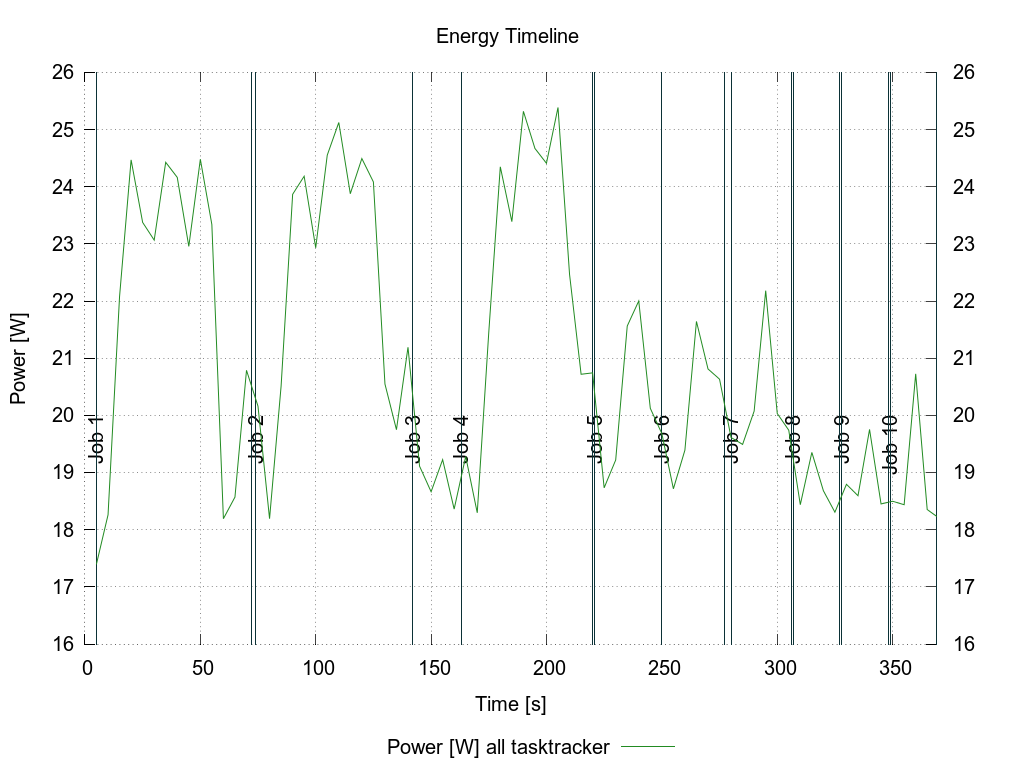 Energy Timeline
26 26
25 25
24 24
23 23
22 22
21 21
20 20
19 19
18 18
17 17
16 16
Power [W]
Job 1
Job 2
Job 3
Job 4
Job 5
Job 6
Job 7
Job 8
Job 9
Job 10
0 50 100 150 200 250 300 350
Time [s]
Power [W] all tasktracker